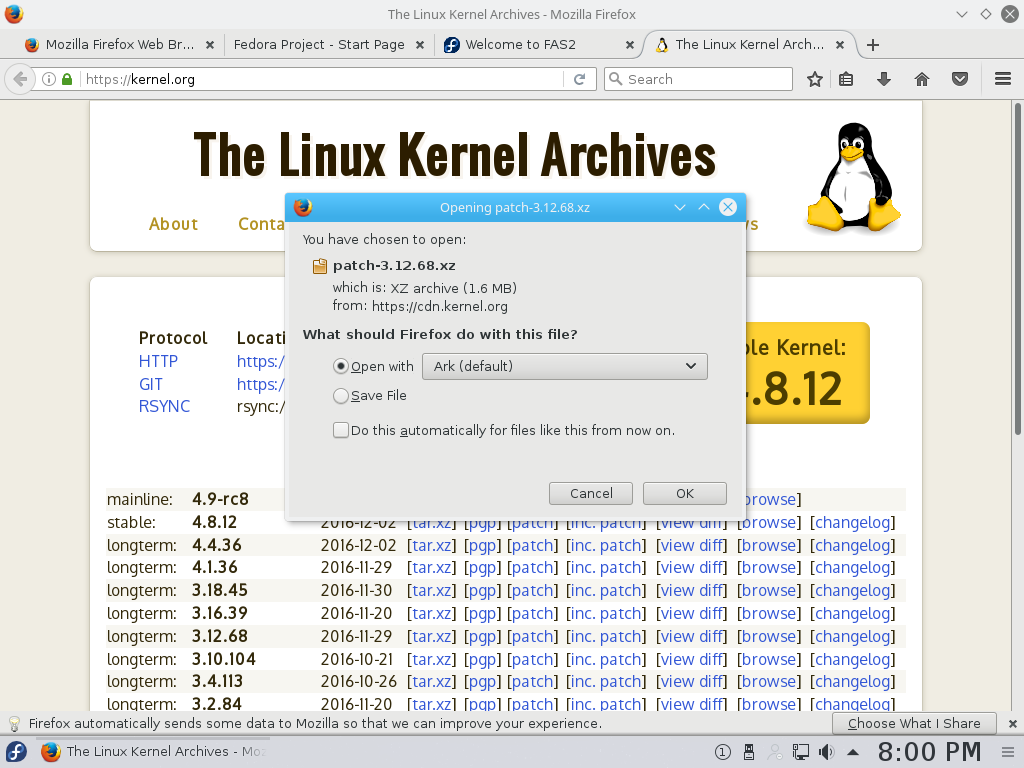 The Linux Kernel Archives - Mozilla Firefox
Mozilla Firefox Web Br... Fedora Project - Start Page Welcome to FAS2 The Linux Kernel Arch...
https://kernel.org Search
The Linux Kernel Archives
About Conta
Opening patch-3.12.68.xz
You have chosen to open:
patch-3.12.68.xz
which is: XZ archive (1.6 MB)
from: https://cdn.kernel.org
What should Firefox do with this file?
Open with Ark (default)
Save File
Do this automatically for files like this from now on.
Cancel OK
Protocol Locati
HTTP https:/
GIT https:/
RSYNC rsync:/
le Kernel:
.8.12
mainline: 4.9-rc8 browse]
stable: 4.8.12 2016-12-02 [tar.xz] [pgp] [patch] [inc. patch] [view diff] [browse] [changelog]
longterm: 4.4.36 2016-12-02 [tar.xz] [pgp] [patch] [inc. patch] [view diff] [browse] [changelog]
longterm: 4.1.36 2016-11-29 [tar.xz] [pgp] [patch] [inc. patch] [view diff] [browse] [changelog]
longterm: 3.18.45 2016-11-30 [tar.xz] [pgp] [patch] [inc. patch] [view diff] [browse] [changelog]
longterm: 3.16.39 2016-11-20 [tar.xz] [pgp] [patch] [inc. patch] [view diff] [browse] [changelog]
longterm: 3.12.68 2016-11-29 [tar.xz] [pgp] [patch] [inc. patch] [view diff] [browse] [changelog]
longterm: 3.10.104 2016-10-21 [tar.xz] [pgp] [patch] [inc. patch] [view diff] [browse] [changelog]
longterm: 3.4.113 2016-10-26 [tar.xz] [pgp] [patch] [inc. patch] [view diff] [browse] [changelog]
longterm: 3.2.84 2016-11-20 [tar.xz] [pgp] [patch] [inc. patch] [view diff] [browse] [changelog]
Firefox automatically sends some data to Mozilla so that we can improve your experience. Choose What I Share
The Linux Kernel Archives - Moz 1 8:00 PM